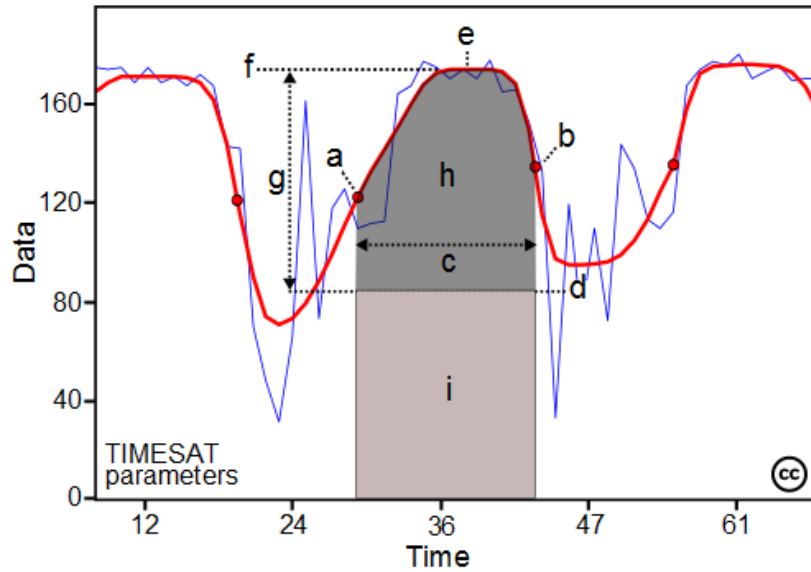 e
f
160
a
b
g
h
120
c
Data
d
80
i
40
TIMESAT
parameters
cc
0
12 24 36 47 61
Time